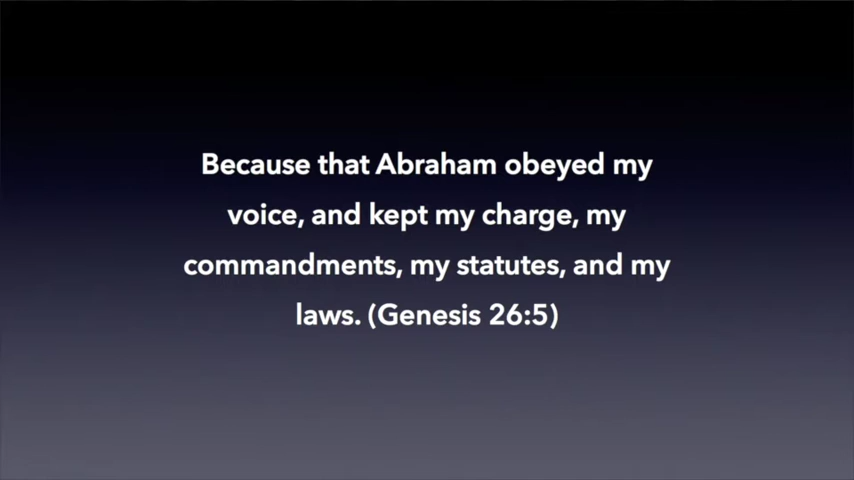 Because that Abraham obeyed my
voice, and kept my charge, my
commandments, my statutes, and my
laws. (Genesis 26:5)